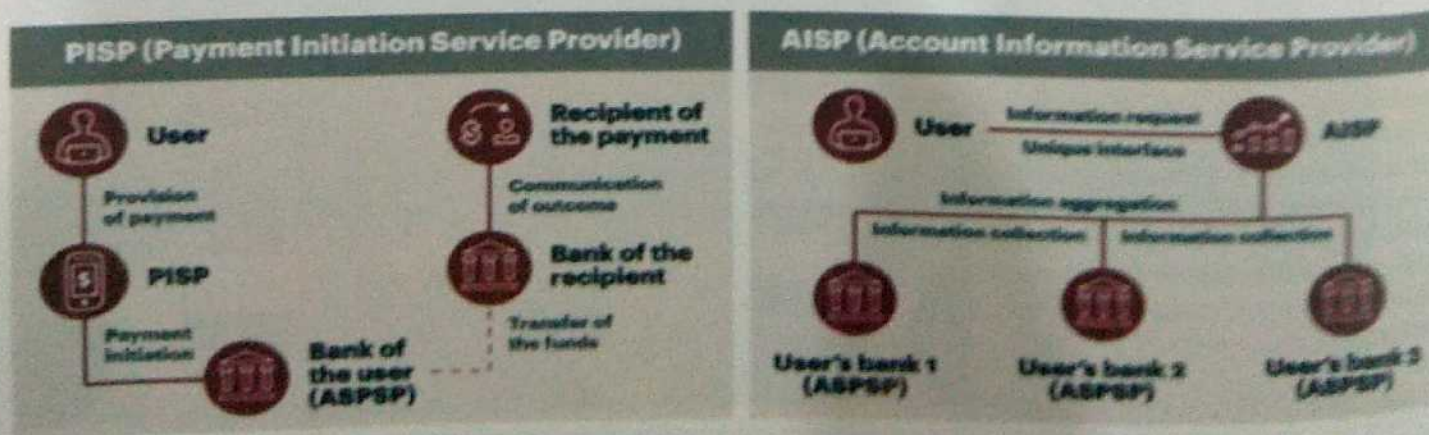 PISP (Payment Initiation Service Provider)
User
Provision
of payment
PISP
Payment
initiation
Bank of
the user
(ASPSP)
Recipient of
the payment
Communication
of outcome
Bank of the
recipient
Transfer of
the funds
AISP (Account Information Service Provider)
User
Information request
Unique interface
AISP
Information aggregation
Information collection
Information collection
User's bank 1
(ASPSP)
User's bank 2
(ASPSP)
User's bank 3
(ASPSP)